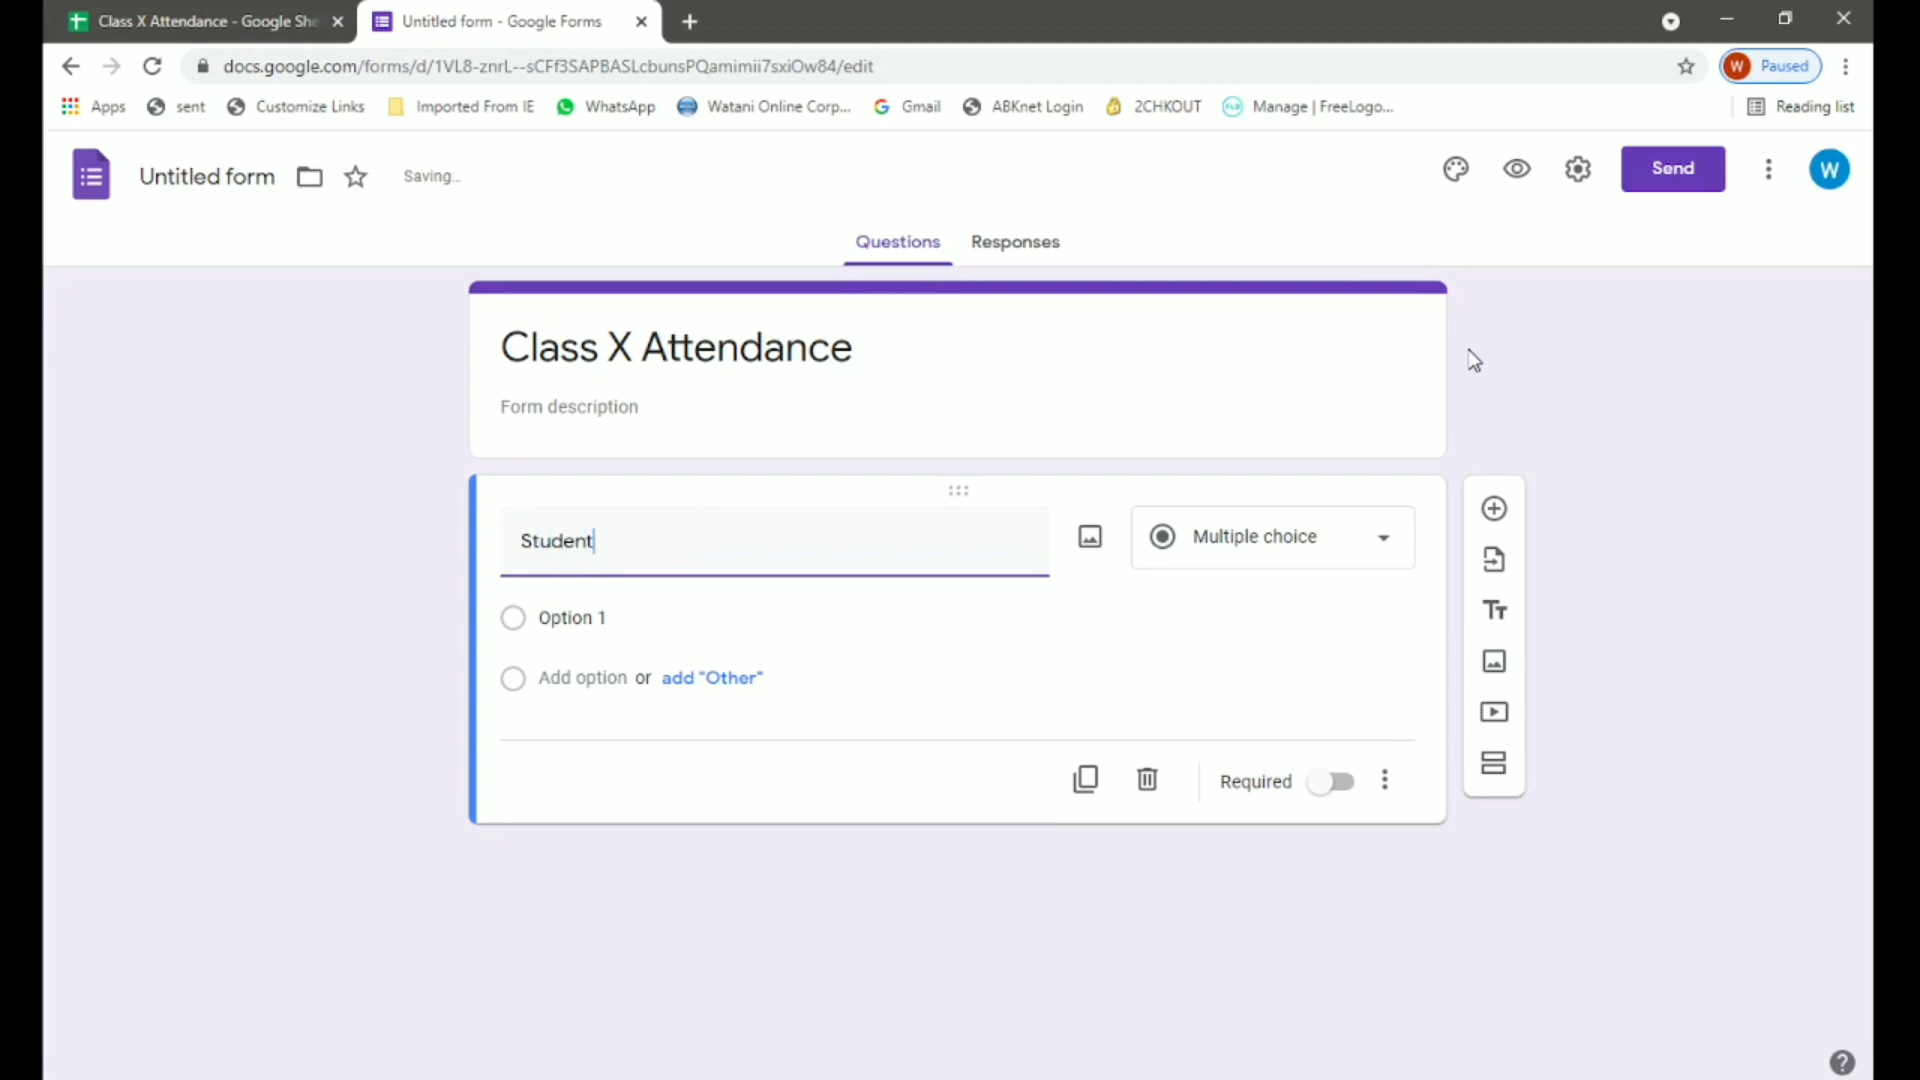 Class X Attendance - Google She
Untitled form - Google Forms
docs.google.com/forms/d/1VL8-znrL--sCFf3SAPBASLcbunsPQamimii7sxiOw84/edit
W Paused
Apps sent Customize Links Imported From IE WhatsApp Watani Online Corp... Gmail ABKnet Login 2CHKOUT Manage | FreeLogo... Reading list
Untitled form Saving... Send W
Questions Responses
Class X Attendance
Form description
Student
Multiple choice
Option 1
Add option or add "Other"
Required